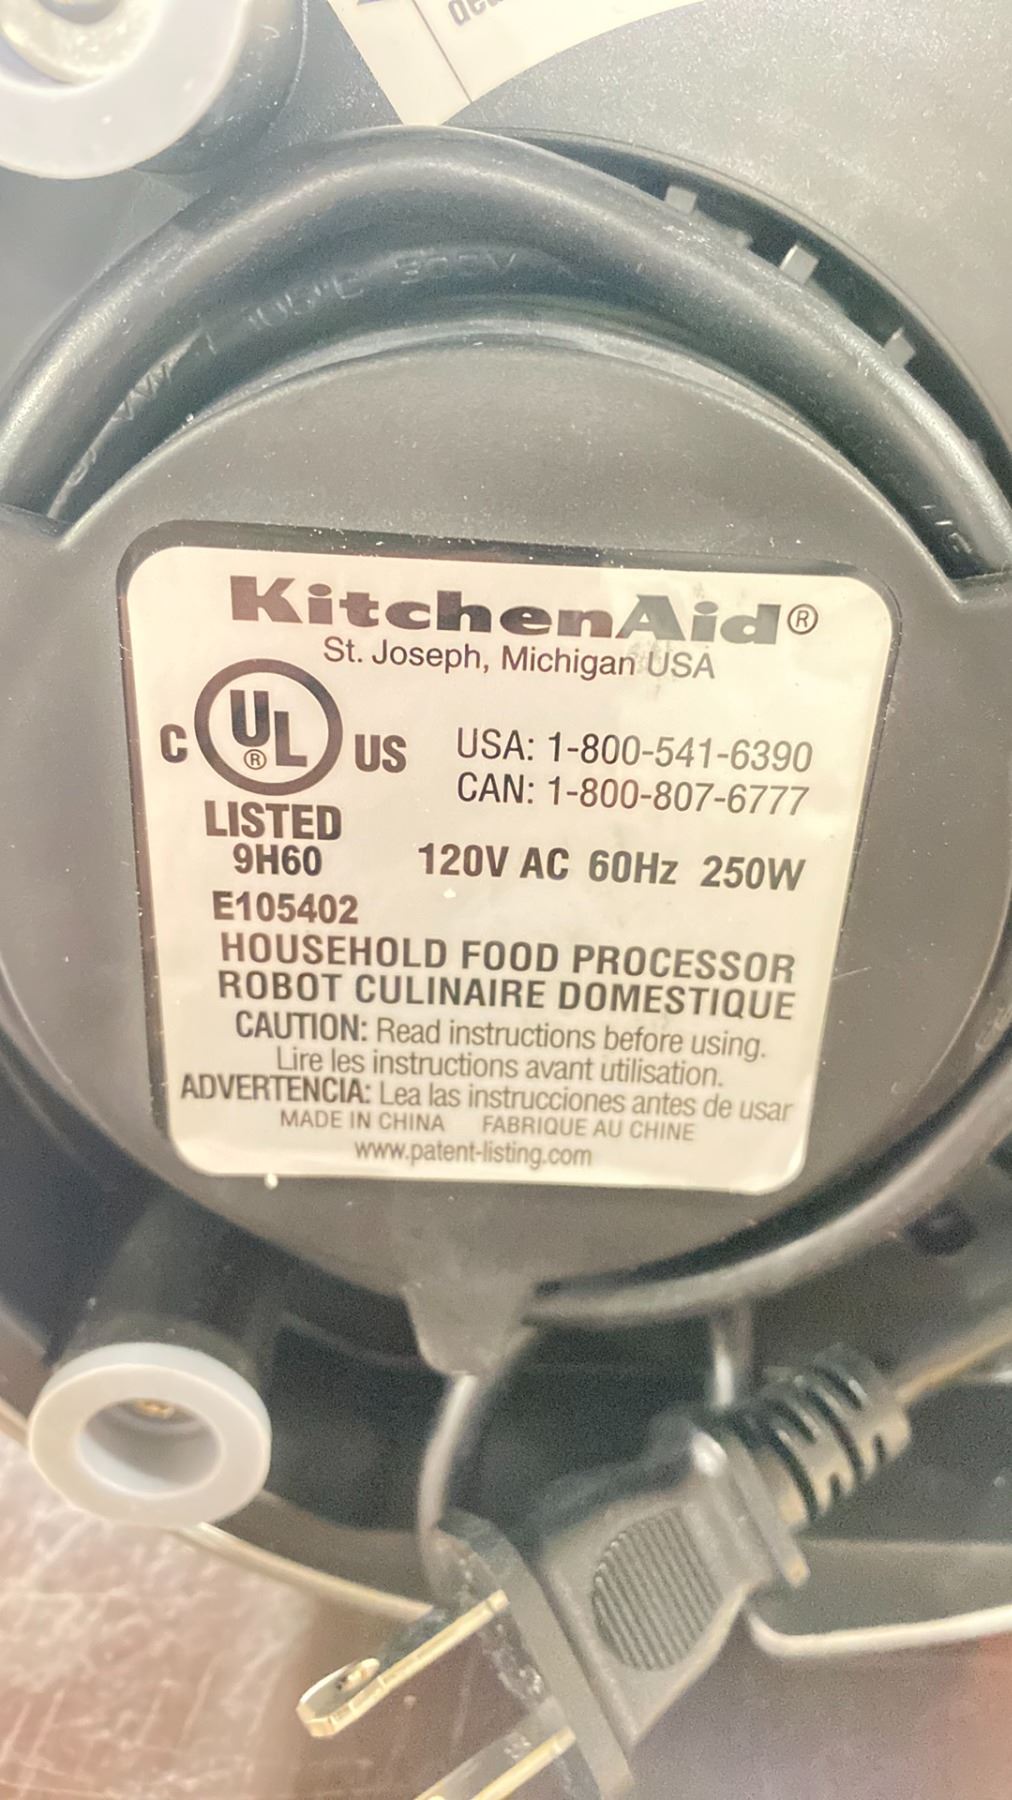 105°C
KitchenAid®
St. Joseph, Michigan USA
C UL® US
USA: 1-800-541-6390
CAN: 1-800-807-6777
LISTED
9H60
120V AC 60Hz 250W
E105402
HOUSEHOLD FOOD PROCESSOR
ROBOT CULINAIRE DOMESTIQUE
CAUTION: Read instructions before using.
Lire les instructions avant utilisation.
ADVERTENCIA: Lea las instrucciones antes de usar
MADE IN CHINA FABRIQUE AU CHINE
www.patent-listing.com